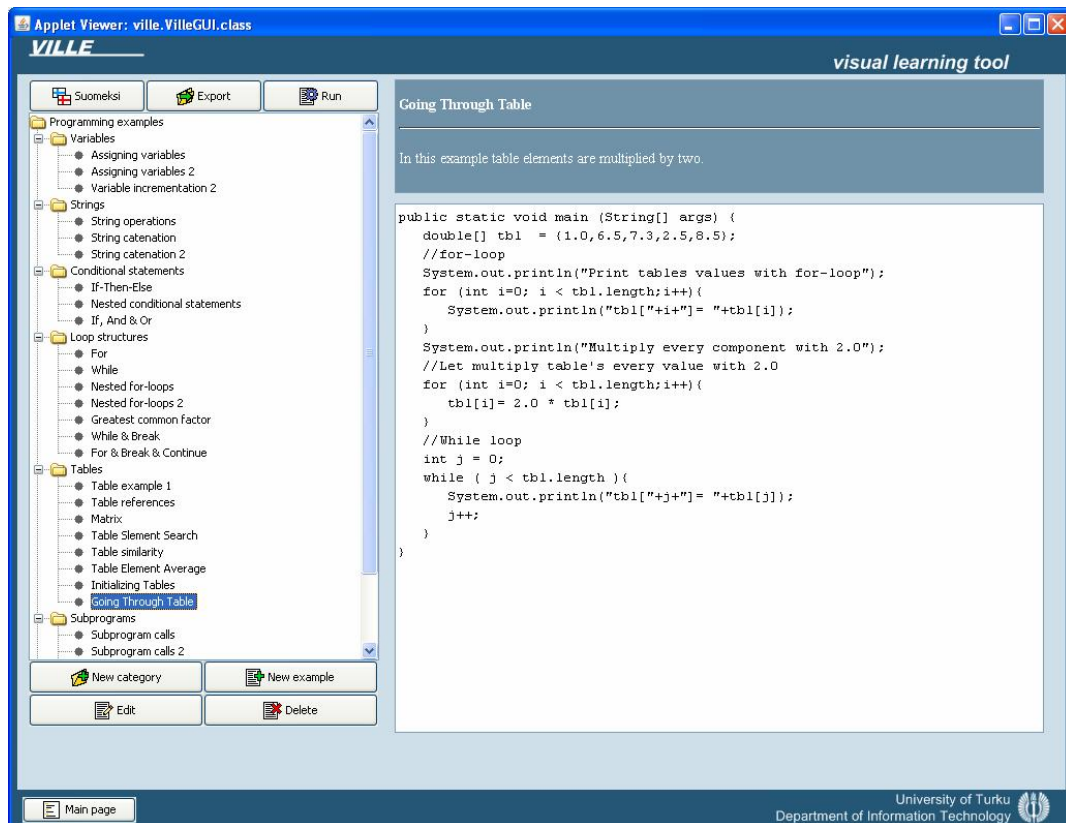 Applet Viewer: ville.VilleGUI.class
VILLE
visual learning tool
Suomeksi
Export
Run
Programming examples
Variables
Assigning variables
Assigning variables 2
Variable incrementation 2
Strings
String operations
String catenation
String catenation 2
Conditional statements
If-Then-Else
Nested conditional statements
If, And & Or
Loop structures
For
While
Nested for-loops
Nested for-loops 2
Greatest common factor
While & Break
For & Break & Continue
Tables
Table example 1
Table references
Matrix
Table Slement Search
Table similarity
Table Element Average
Initializing Tables
Going Through Table
Subprograms
Subprogram calls
Subprogram calls 2
New category
New example
Edit
Delete
Going Through Table
In this example table elements are multiplied by two.
public static void main (String[] args) {
double[] tbl = {1.0,6.5,7.3,2.5,8.5};
//for-loop
System.out.println("Print tables values with for-loop");
for (int i=0; i < tbl.length;i++){
System.out.println("tbl["+i+"]= "+tbl[i]);
}
System.out.println("Multiply every component with 2.0");
//Let multiply table's every value with 2.0
for (int i=0; i < tbl.length;i++){
tbl[i]= 2.0 * tbl[i];
}
//While loop
int j = 0;
while ( j < tbl.length ){
System.out.println("tbl["+j+"]= "+tbl[j]);
j++;
}
}
Main page
University of Turku
Department of Information Technology